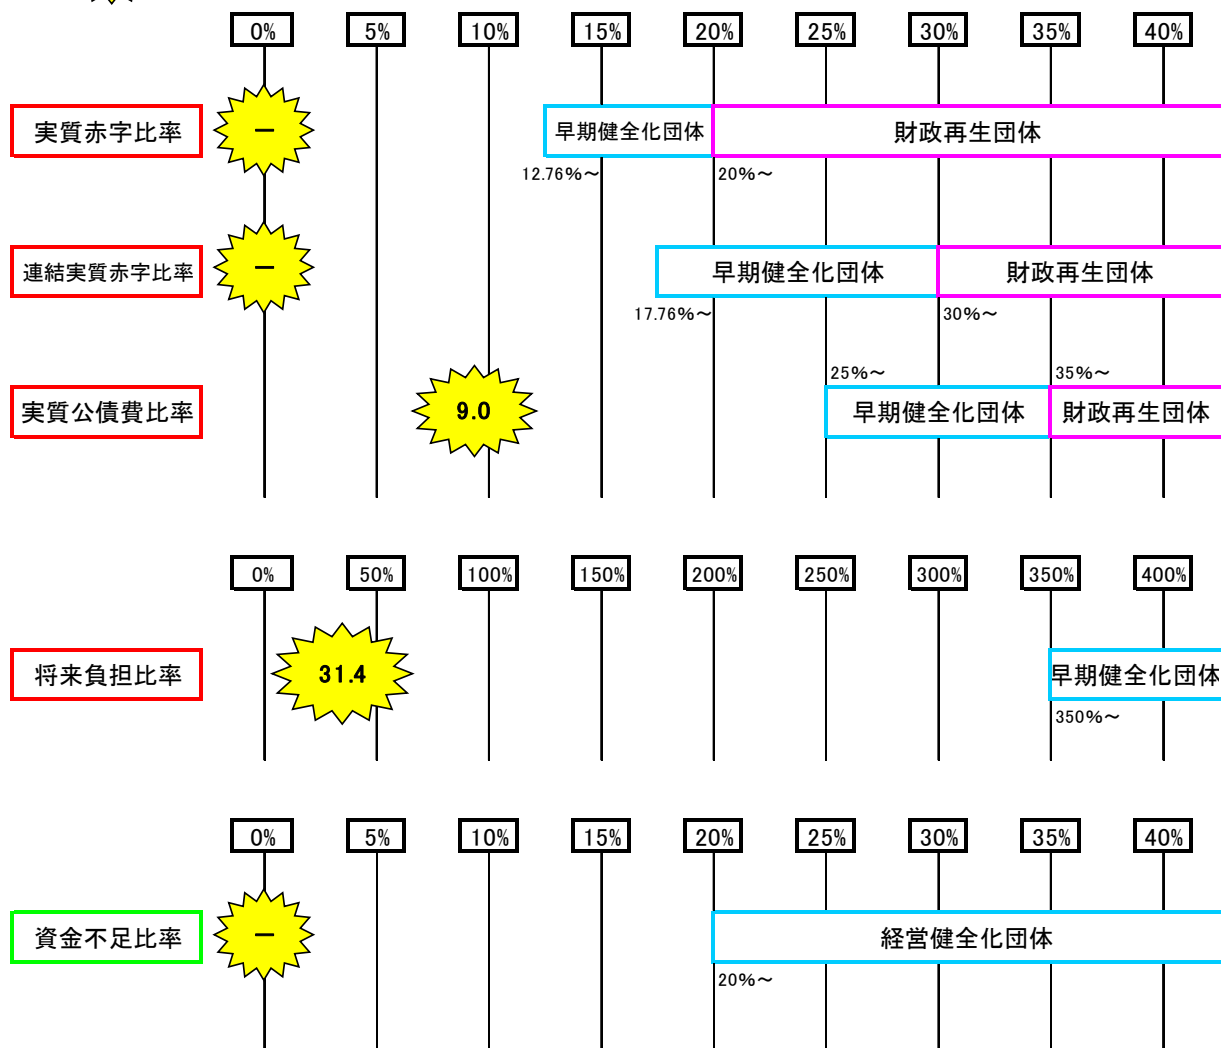 0% 5% 10% 15% 20% 25% 30% 35% 40%
実質赤字比率 － 早期健全化団体 財政再生団体
12.76%～ 20%～
連結実質赤字比率 － 早期健全化団体 財政再生団体
17.76%～ 30%～
25%～ 35%～
実質公債費比率 9.0 早期健全化団体 財政再生団体
0% 50% 100% 150% 200% 250% 300% 350% 400%
将来負担比率 31.4 早期健全化団体
350%～
0% 5% 10% 15% 20% 25% 30% 35% 40%
資金不足比率 － 経営健全化団体
20%～